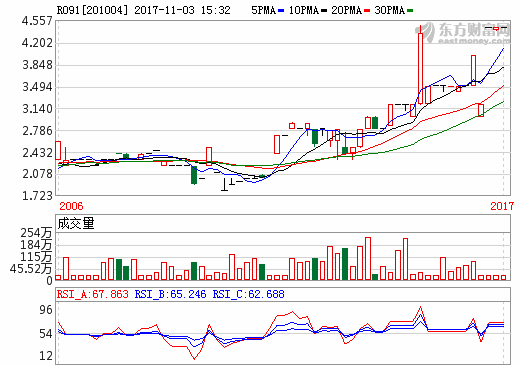 R091[201004] 2017-11-03 15:32 5PMA 10PMA 20PMA 30PMA
4.557
4.202
3.848
3.494
3.140
2.786
2.432
2.078
1.723
东方财富网
eastmoney.com
2006 2017
成交量
254万
184万
115万
45.52万
0
RSI_A:67.863 RSI_B:65.246 RSI_C:62.688
96
54
12